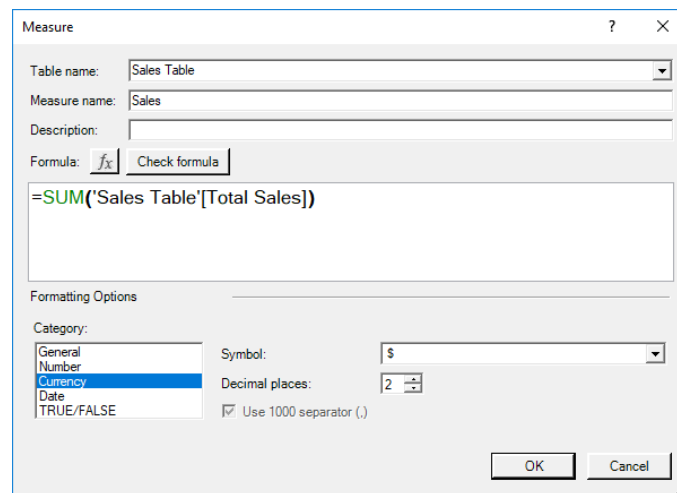 Measure ? X
Table name: Sales Table
Measure name: Sales
Description:
Formula: fx Check formula
=SUM('Sales Table'[Total Sales])
Formatting Options
Category:
General
Number
Currency
Date
TRUE/FALSE
Symbol: $
Decimal places: 2
Use 1000 separator (,)
OK Cancel